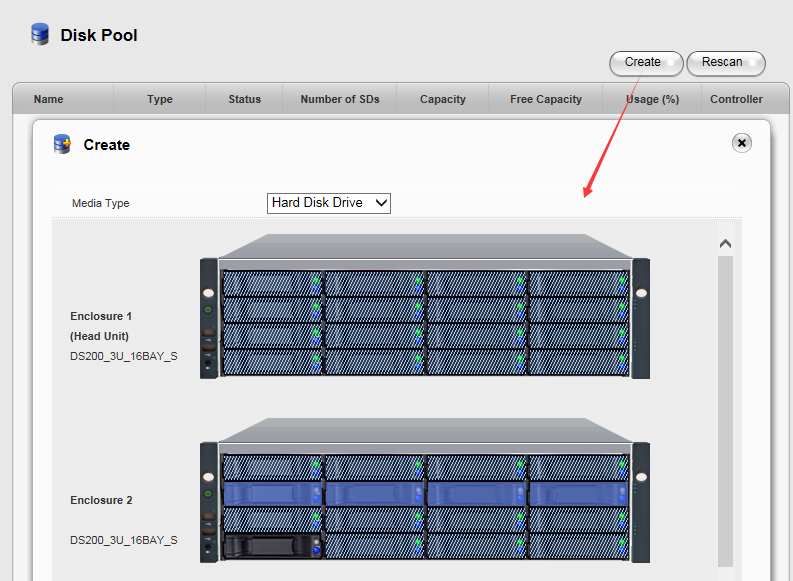 Disk Pool
Create Rescan
Name Type Status Number of SDs Capacity Free Capacity Usage (%) Controller
Create
Media Type Hard Disk Drive
Enclosure 1
(Head Unit)
DS200_3U_16BAY_S
Enclosure 2
DS200_3U_16BAY_S